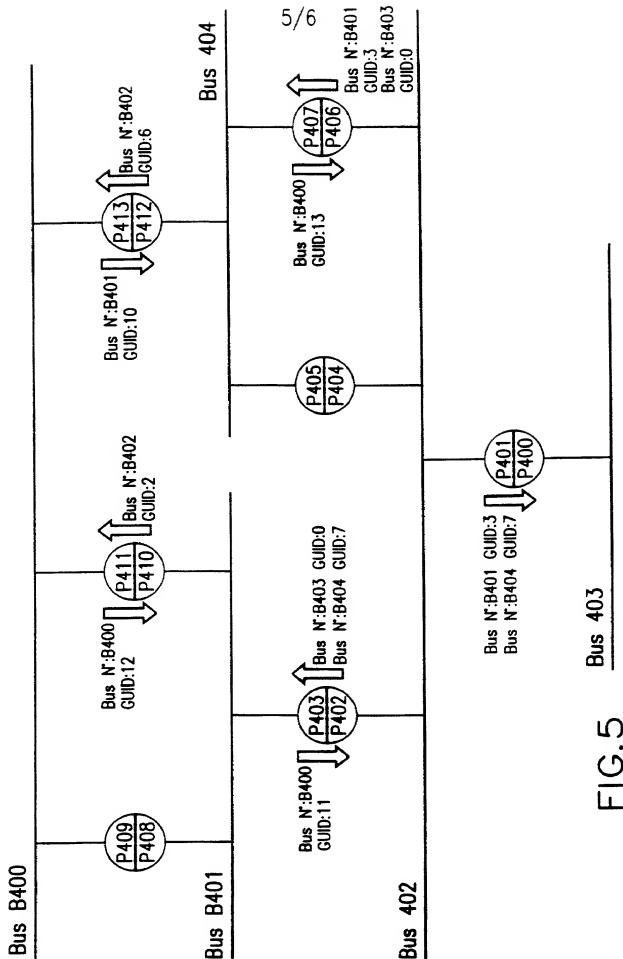 5/6
Bus B400
P409
P408
P411
P410
Bus N°:B400
GUID:12
Bus N°:B402
GUID:2
P413
P412
Bus N°:B401
GUID:10
Bus N°:B402
GUID:6
Bus B401
Bus 404
P403
P402
Bus N°:B400
GUID:11
Bus N°:B403 GUID:0
Bus N°:B404 GUID:7
P405
P404
P407
P406
Bus N°:B400
GUID:13
Bus N°:B401
GUID:3
Bus N°:B403
GUID:0
Bus 402
P401
P400
Bus N°:B401 GUID:3
Bus N°:B404 GUID:7
Bus 403
FIG.5